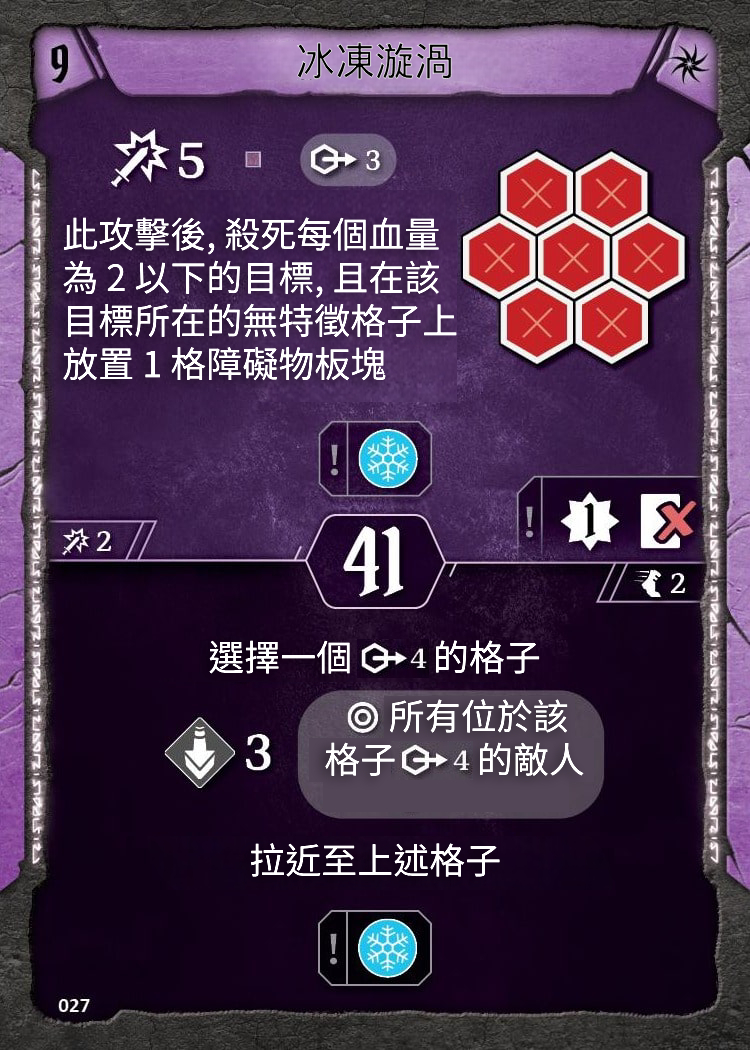 9
冰凍漩渦
5
3
此攻擊後, 殺死每個血量
為 2 以下的目標, 且在該
目標所在的無特徵格子上
放置 1 格障礙物板塊
!
! 1
2
41
2
選擇一個 4 的格子
3
所有位於該
格子 4 的敵人
拉近至上述格子
!
027